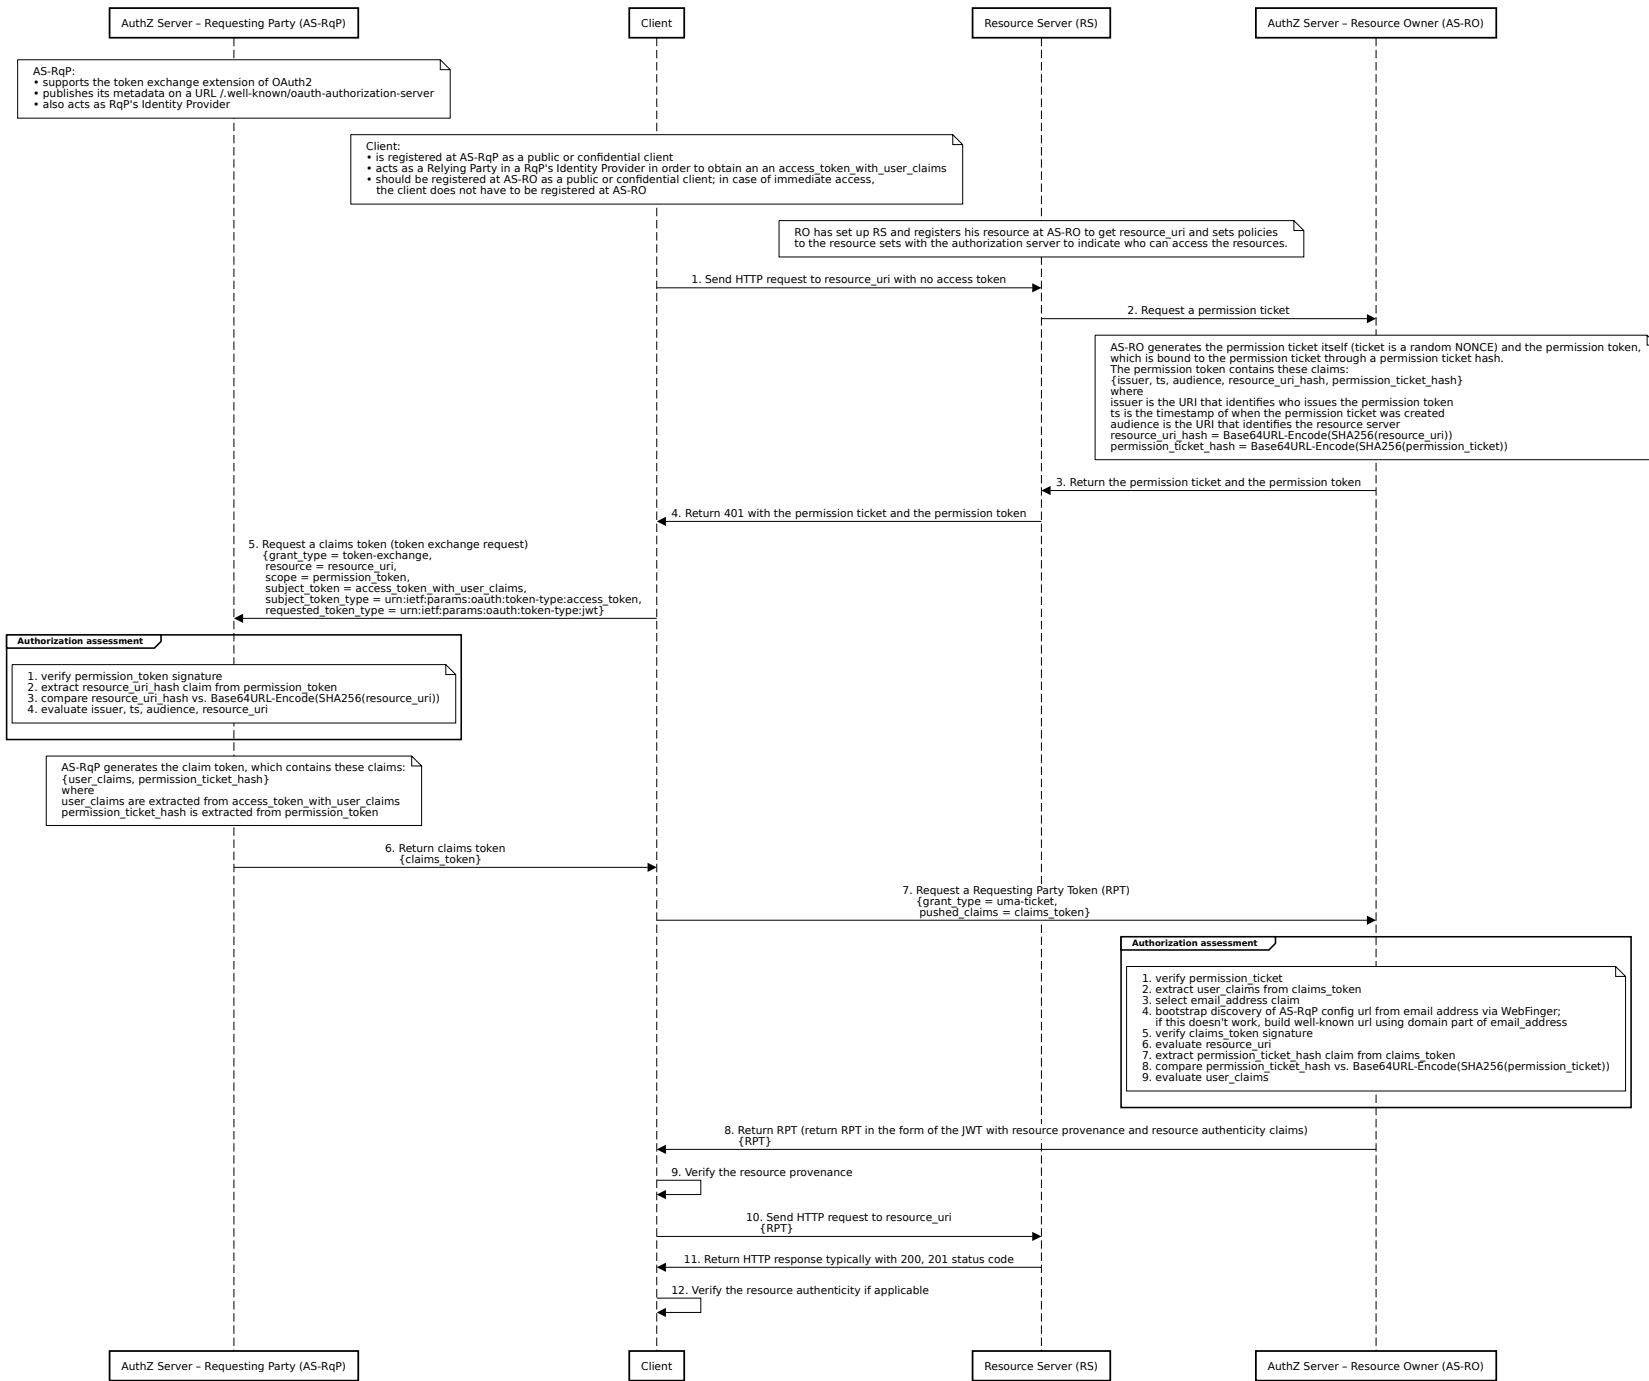 AuthZ Server – Requesting Party (AS-RqP)
Client
Resource Server (RS)
AuthZ Server – Resource Owner (AS-RO)
AS-RqP:
• supports the token exchange extension of OAuth2
• publishes its metadata on a URL /.well-known/oauth-authorization-server
• also acts as RqP's Identity Provider
Client:
• is registered at AS-RqP as a public or confidential client
• acts as a Relying Party in a RqP's Identity Provider in order to obtain an an access_token_with_user_claims
• should be registered at AS-RO as a public or confidential client; in case of immediate access,
the client does not have to be registered at AS-RO
RO has set up RS and registers his resource at AS-RO to get resource_uri and sets policies
to the resource sets with the authorization server to indicate who can access the resources.
1. Send HTTP request to resource_uri with no access token
2. Request a permission ticket
AS-RO generates the permission ticket itself (ticket is a random NONCE) and the permission token,
which is bound to the permission ticket through a permission ticket hash.
The permission token contains these claims:
{issuer, ts, audience, resource_uri_hash, permission_ticket_hash}
where
issuer is the URI that identifies who issues the permission token
ts is the timestamp of when the permission ticket was created
audience is the URI that identifies the resource server
resource_uri_hash = Base64URL-Encode(SHA256(resource_uri))
permission_ticket_hash = Base64URL-Encode(SHA256(permission_ticket))
3. Return the permission ticket and the permission token
4. Return 401 with the permission ticket and the permission token
5. Request a claims token (token exchange request)
{grant_type = token-exchange,
resource = resource_uri,
scope = permission_token,
subject_token = access_token_with_user_claims,
subject_token_type = urn:ietf:params:oauth:token-type:access_token,
requested_token_type = urn:ietf:params:oauth:token-type:jwt}
Authorization assessment
1. verify permission_token signature
2. extract resource_uri_hash claim from permission_token
3. compare resource_uri_hash vs. Base64URL-Encode(SHA256(resource_uri))
4. evaluate issuer, ts, audience, resource_uri
AS-RqP generates the claim token, which contains these claims:
{user_claims, permission_ticket_hash}
where
user_claims are extracted from access_token_with_user_claims
permission_ticket_hash is extracted from permission_token
6. Return claims token
{claims_token}
7. Request a Requesting Party Token (RPT)
{grant_type = uma-ticket,
pushed_claims = claims_token}
Authorization assessment
1. verify permission_ticket
2. extract user_claims from claims_token
3. select email_address claim
4. bootstrap discovery of AS-RqP config url from email address via WebFinger;
if this doesn't work, build well-known url using domain part of email_address
5. verify claims_token signature
6. evaluate resource_uri
7. extract permission_ticket_hash claim from claims_token
8. compare permission_ticket_hash vs. Base64URL-Encode(SHA256(permission_ticket))
9. evaluate user_claims
8. Return RPT (return RPT in the form of the JWT with resource provenance and resource authenticity claims)
{RPT}
9. Verify the resource provenance
10. Send HTTP request to resource_uri
{RPT}
11. Return HTTP response typically with 200, 201 status code
12. Verify the resource authenticity if applicable
AuthZ Server – Requesting Party (AS-RqP)
Client
Resource Server (RS)
AuthZ Server – Resource Owner (AS-RO)